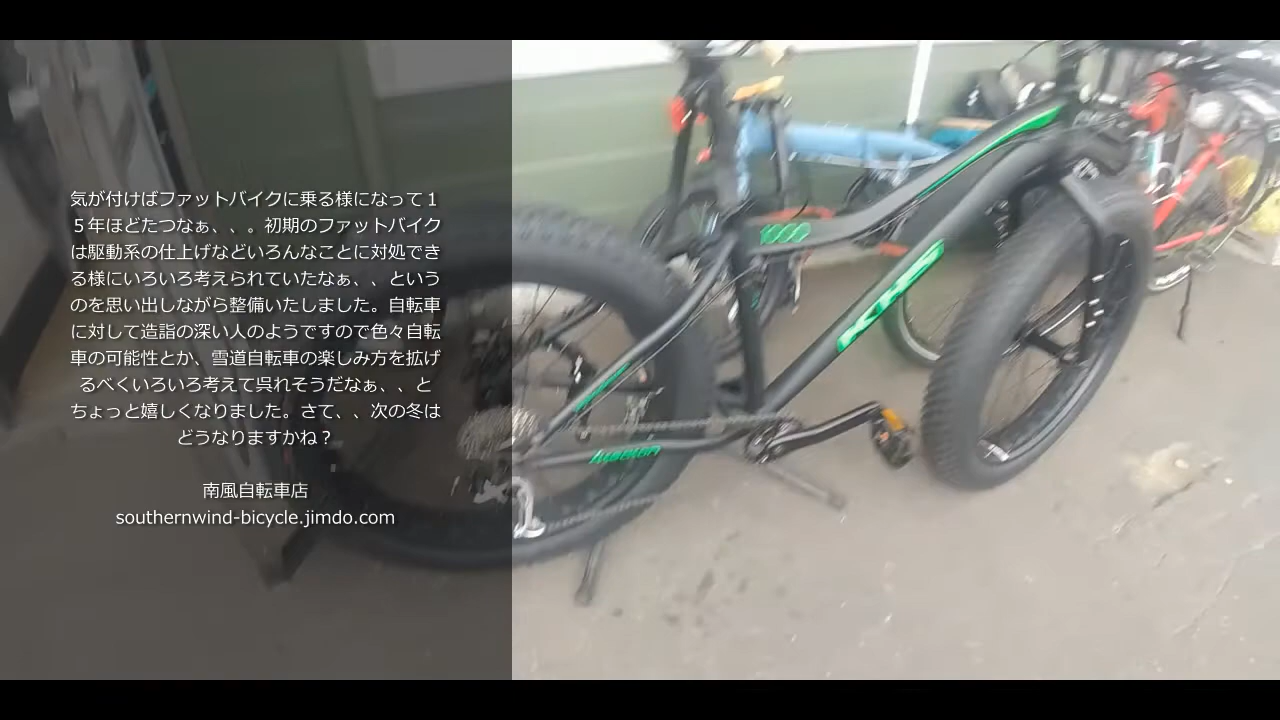 気が付けばファットバイクに乗る様になって１
５年ほどたつなぁ、、。初期のファットバイク
は駆動系の仕上げなどいろんなことに対処でき
る様にいろいろ考えられていたなぁ、、という
のを思い出しながら整備いたしました。自転車
に対して造詣の深い人のようですので色々自転
車の可能性とか、雪道自転車の楽しみ方を拡げ
るべくいろいろ考えて呉れそうだなぁ、、と
ちょっと嬉しくなりました。さて、、次の冬は
どうなりますかね？
南風自転車店
southernwind-bicycle.jimdo.com
1000
KHS